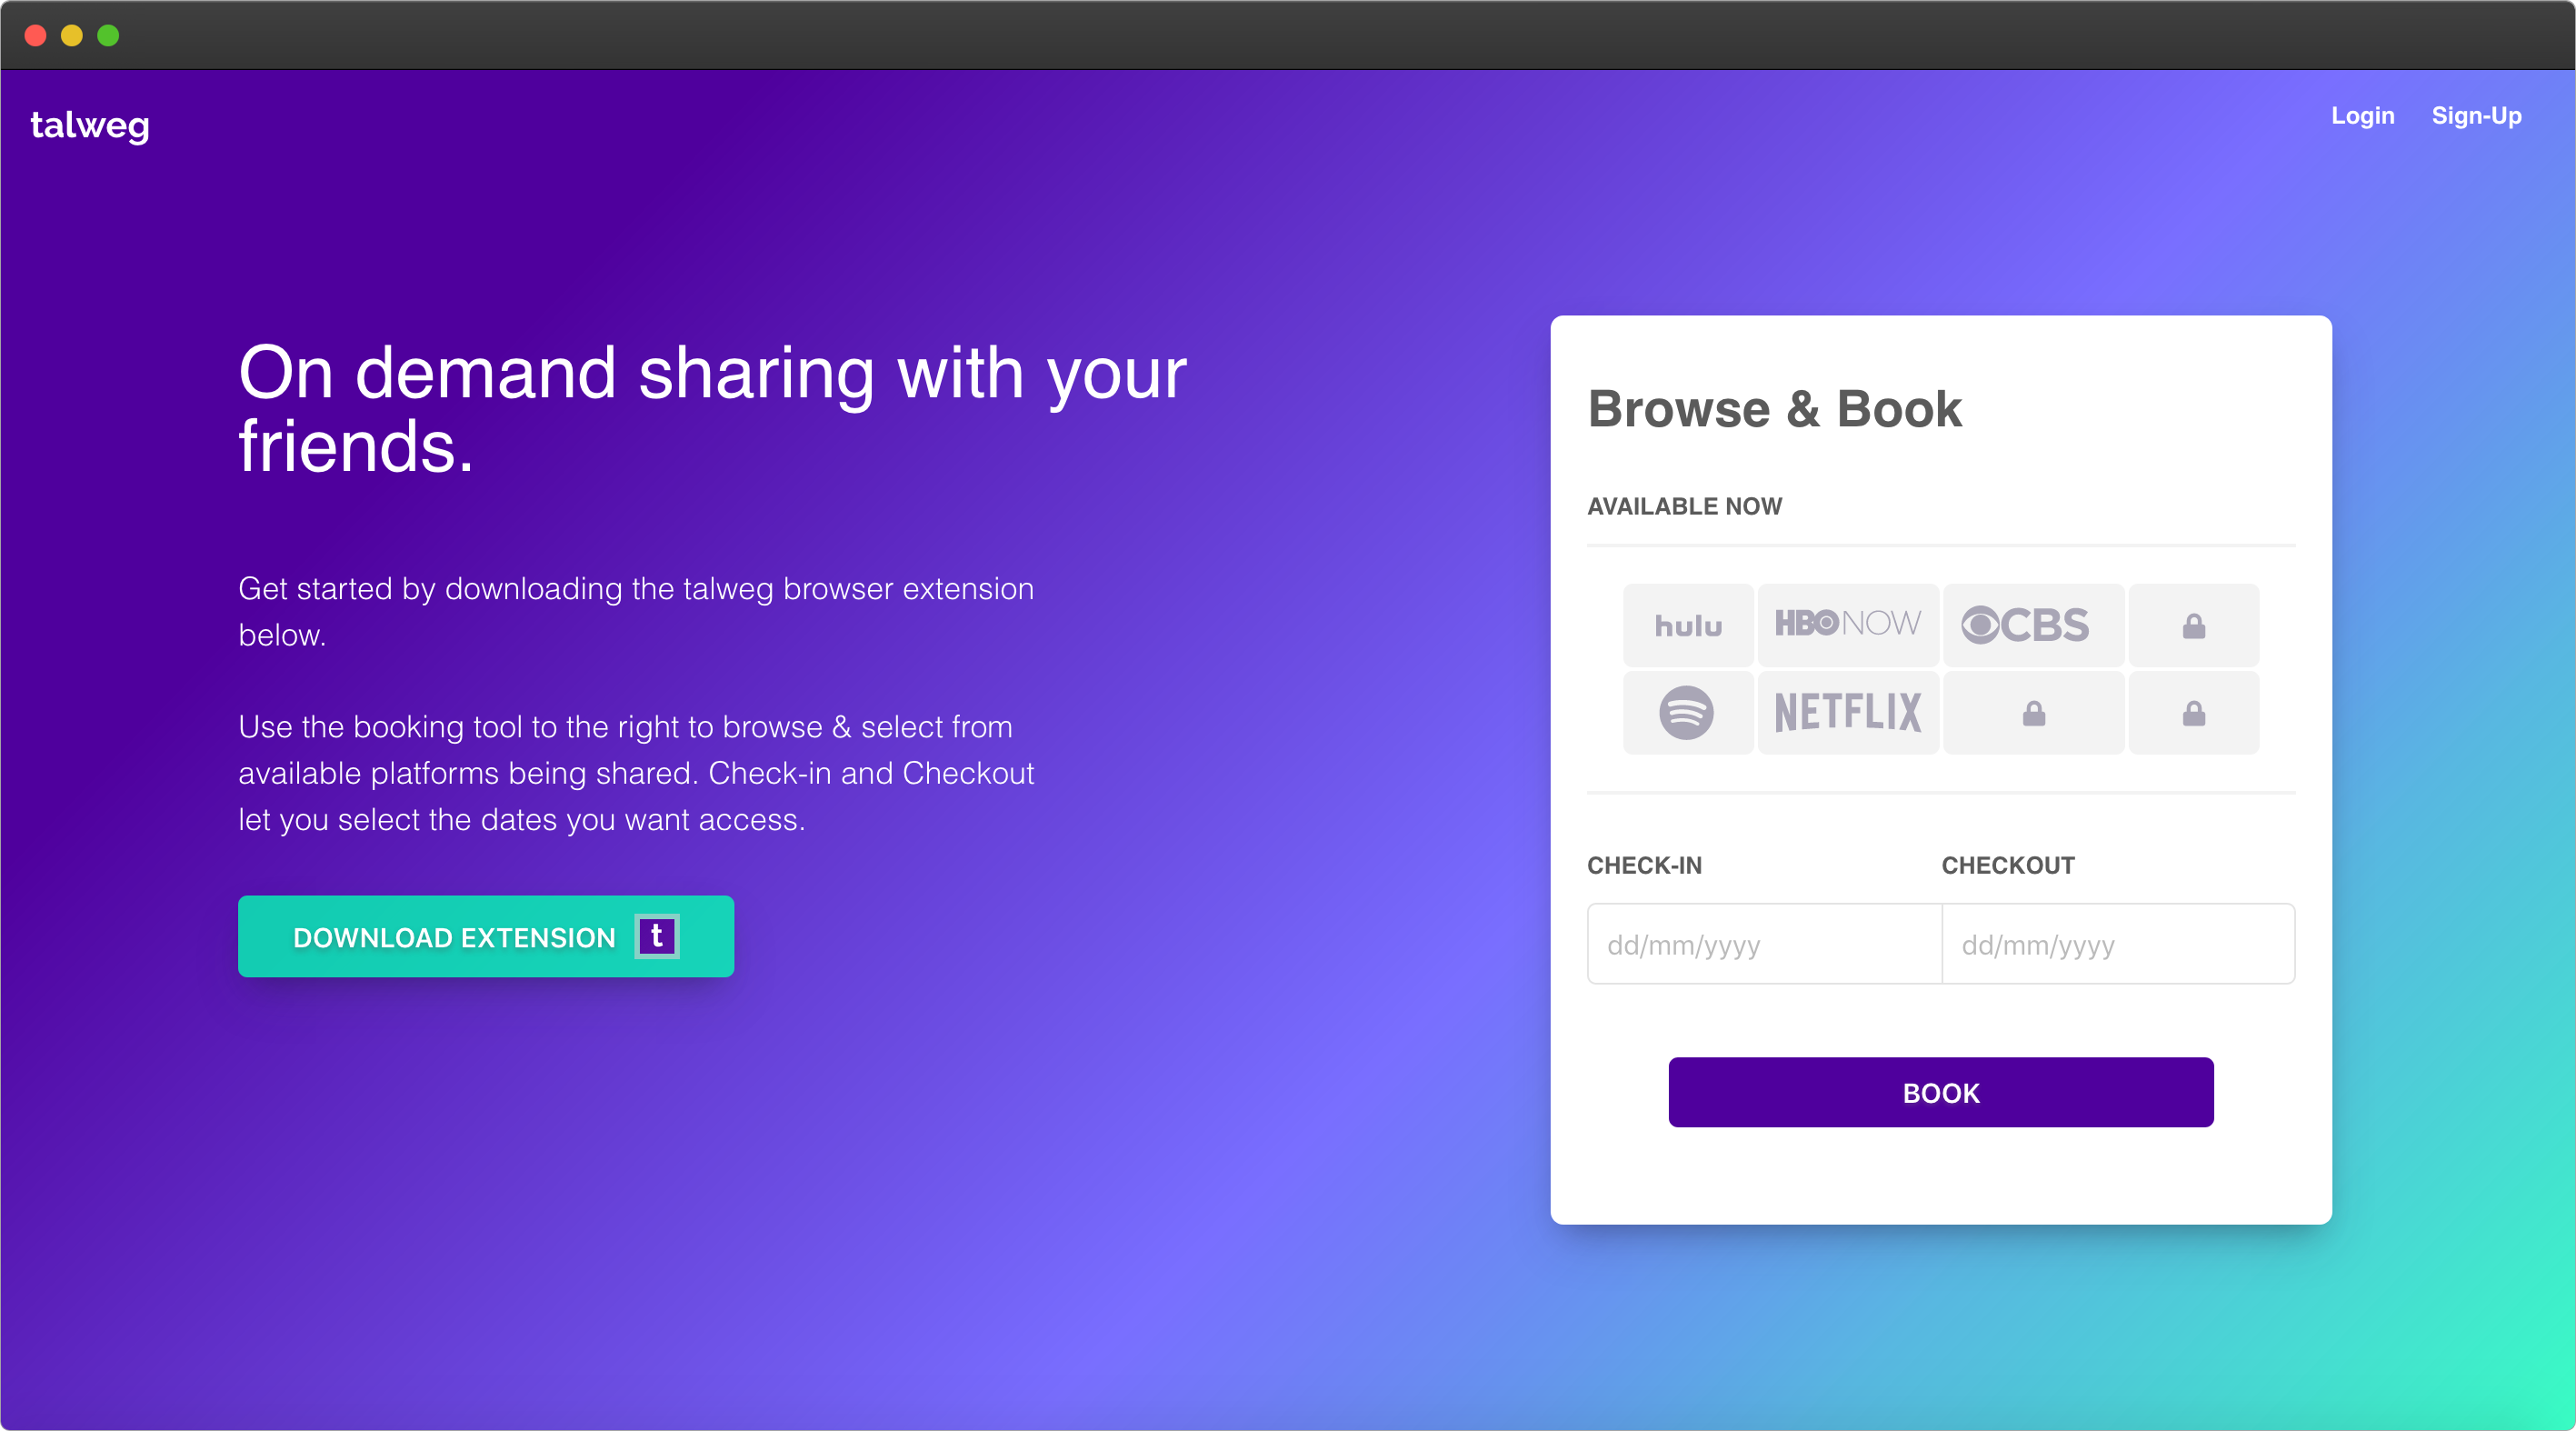 talweg
Login
Sign-Up
On demand sharing with your
friends.
Get started by downloading the talweg browser extension
below.
Use the booking tool to the right to browse & select from
available platforms being shared. Check-in and Checkout
let you select the dates you want access.
DOWNLOAD EXTENSION t
Browse & Book
AVAILABLE NOW
hulu HBONOW CBS
NETFLIX
CHECK-IN CHECKOUT
dd/mm/yyyy dd/mm/yyyy
BOOK